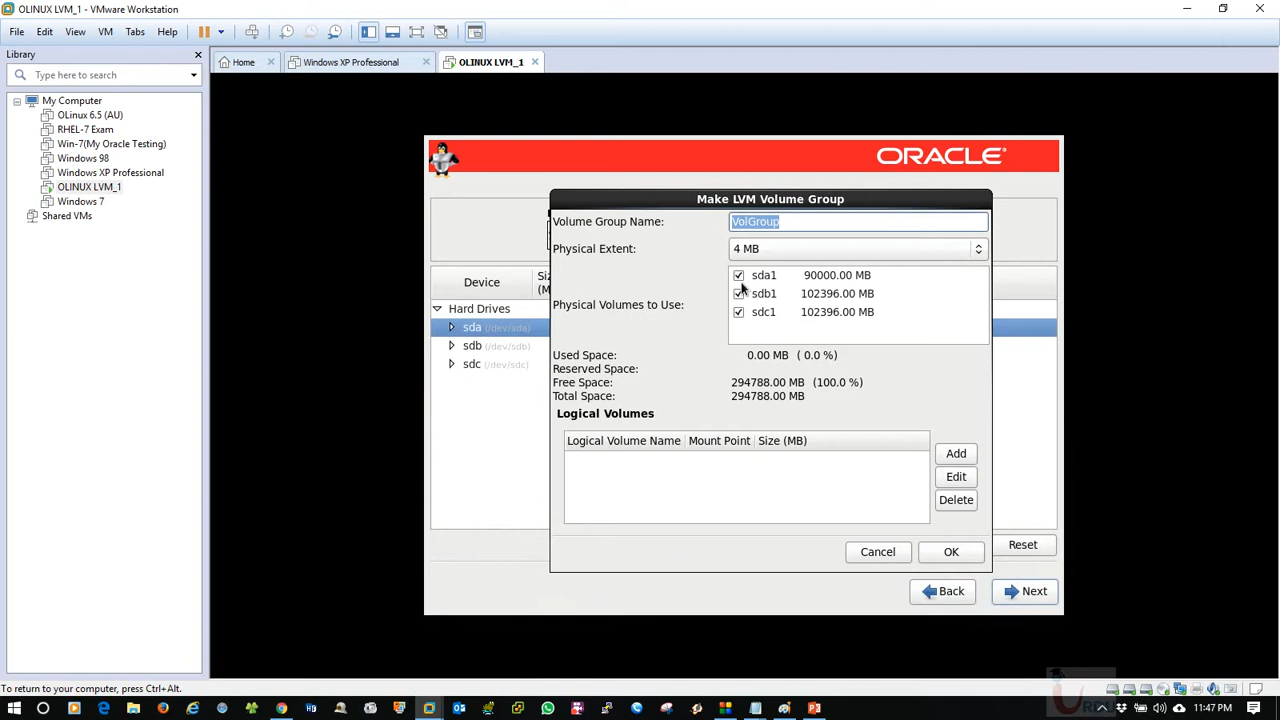 OLINUX LVM_1 - VMware Workstation
File Edit View VM Tabs Help
Library
Type here to search
My Computer
OLinux 6.5 (AU)
RHEL-7 Exam
Win-7(My Oracle Testing)
Windows 98
Windows XP Professional
OLINUX LVM_1
Windows 7
Shared VMs
Home Windows XP Professional OLINUX LVM_1
ORACLE
Make LVM Volume Group
Volume Group Name: VolGroup
Physical Extent: 4 MB
Physical Volumes to Use:
sda1 90000.00 MB
sdb1 102396.00 MB
sdc1 102396.00 MB
Used Space: 0.00 MB ( 0.0 %)
Reserved Space:
Free Space: 294788.00 MB (100.0 %)
Total Space: 294788.00 MB
Logical Volumes
Logical Volume Name Mount Point Size (MB)
Add
Edit
Delete
Cancel OK
Device
Hard Drives
sda (/dev/sda)
sdb (/dev/sdb)
sdc (/dev/sdc)
Reset
Back Next
To return to your computer, press Ctrl+Alt.
11:47 PM